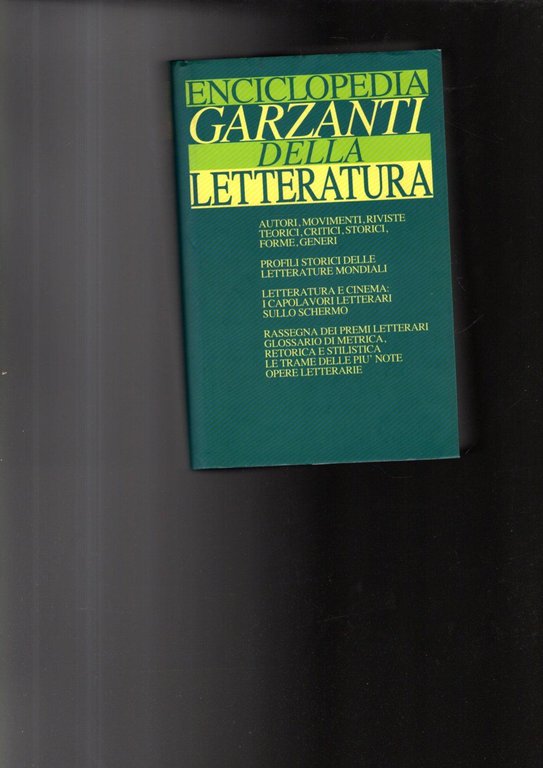 ENCICLOPEDIA
GARZANTI
DELLA
LETTERATURA
AUTORI, MOVIMENTI, RIVISTE
TEORICI, CRITICI, STORICI,
FORME, GENERI
PROFILI STORICI DELLE
LETTERATURE MONDIALI
LETTERATURA E CINEMA:
I CAPOLAVORI LETTERARI
SULLO SCHERMO
RASSEGNA DEI PREMI LETTERARI
GLOSSARIO DI METRICA,
RETORICA E STILISTICA
LE TRAME DELLE PIU' NOTE
OPERE LETTERARIE